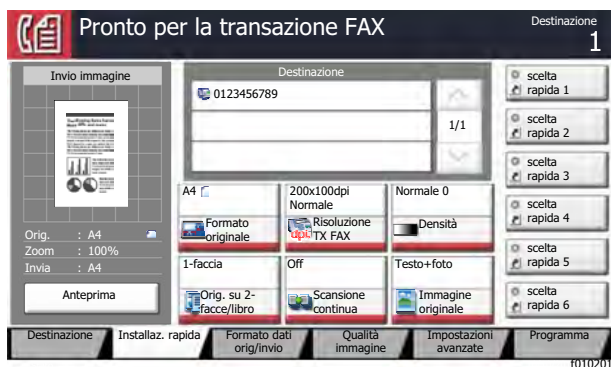 Pronto per la transazione FAX
Destinazione
1
Invio immagine
Orig. : A4
Zoom : 100%
Invia : A4
Anteprima
Destinazione
0123456789
1/1
A4
Formato
originale
200x100dpi
Normale
dpi
Risoluzione
TX FAX
Normale 0
Densità
1-faccia
Orig. su 2-
facce/libro
Off
Scansione
continua
Testo+foto
Immagine
originale
scelta
rapida 1
scelta
rapida 2
scelta
rapida 3
scelta
rapida 4
scelta
rapida 5
scelta
rapida 6
Destinazione
Installaz. rapida
Formato dati
orig/invio
Qualità
immagine
Impostazioni
avanzate
Programma
f010201